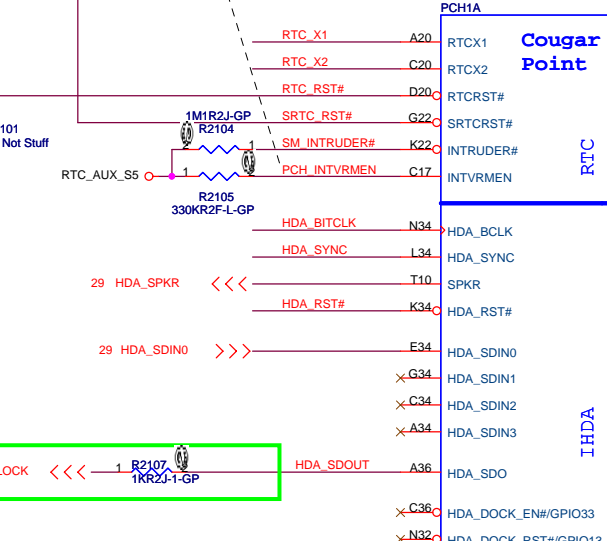 PCH1A
RTC_X1 A20 RTCX1 Cougar
Point
RTC_X2 C20 RTCX2
RTC_RST# D20 RTCRST#
1M1R2J-GP SRTC_RST# G22 SRTCRST#
101 R2104
Not Stuff 1 SM_INTRUDER# K22 INTRUDER#
RTC
RTC_AUX_S5 1 PCH_INTVRMEN C17 INTVRMEN
R2105
330KR2F-L-GP
HDA_BITCLK N34 HDA_BCLK
HDA_SYNC L34 HDA_SYNC
29 HDA_SPKR T10 SPKR
HDA_RST# K34 HDA_RST#
29 HDA_SDIN0 E34 HDA_SDIN0
G34 HDA_SDIN1
C34 HDA_SDIN2
A34 HDA_SDIN3
IHDA
LOCK 1 R2107 HDA_SDOUT A36 HDA_SDO
1KR2J-1-GP
C36 HDA_DOCK_EN#/GPIO33
N32 HDA_DOCK_RST#/GPIO13